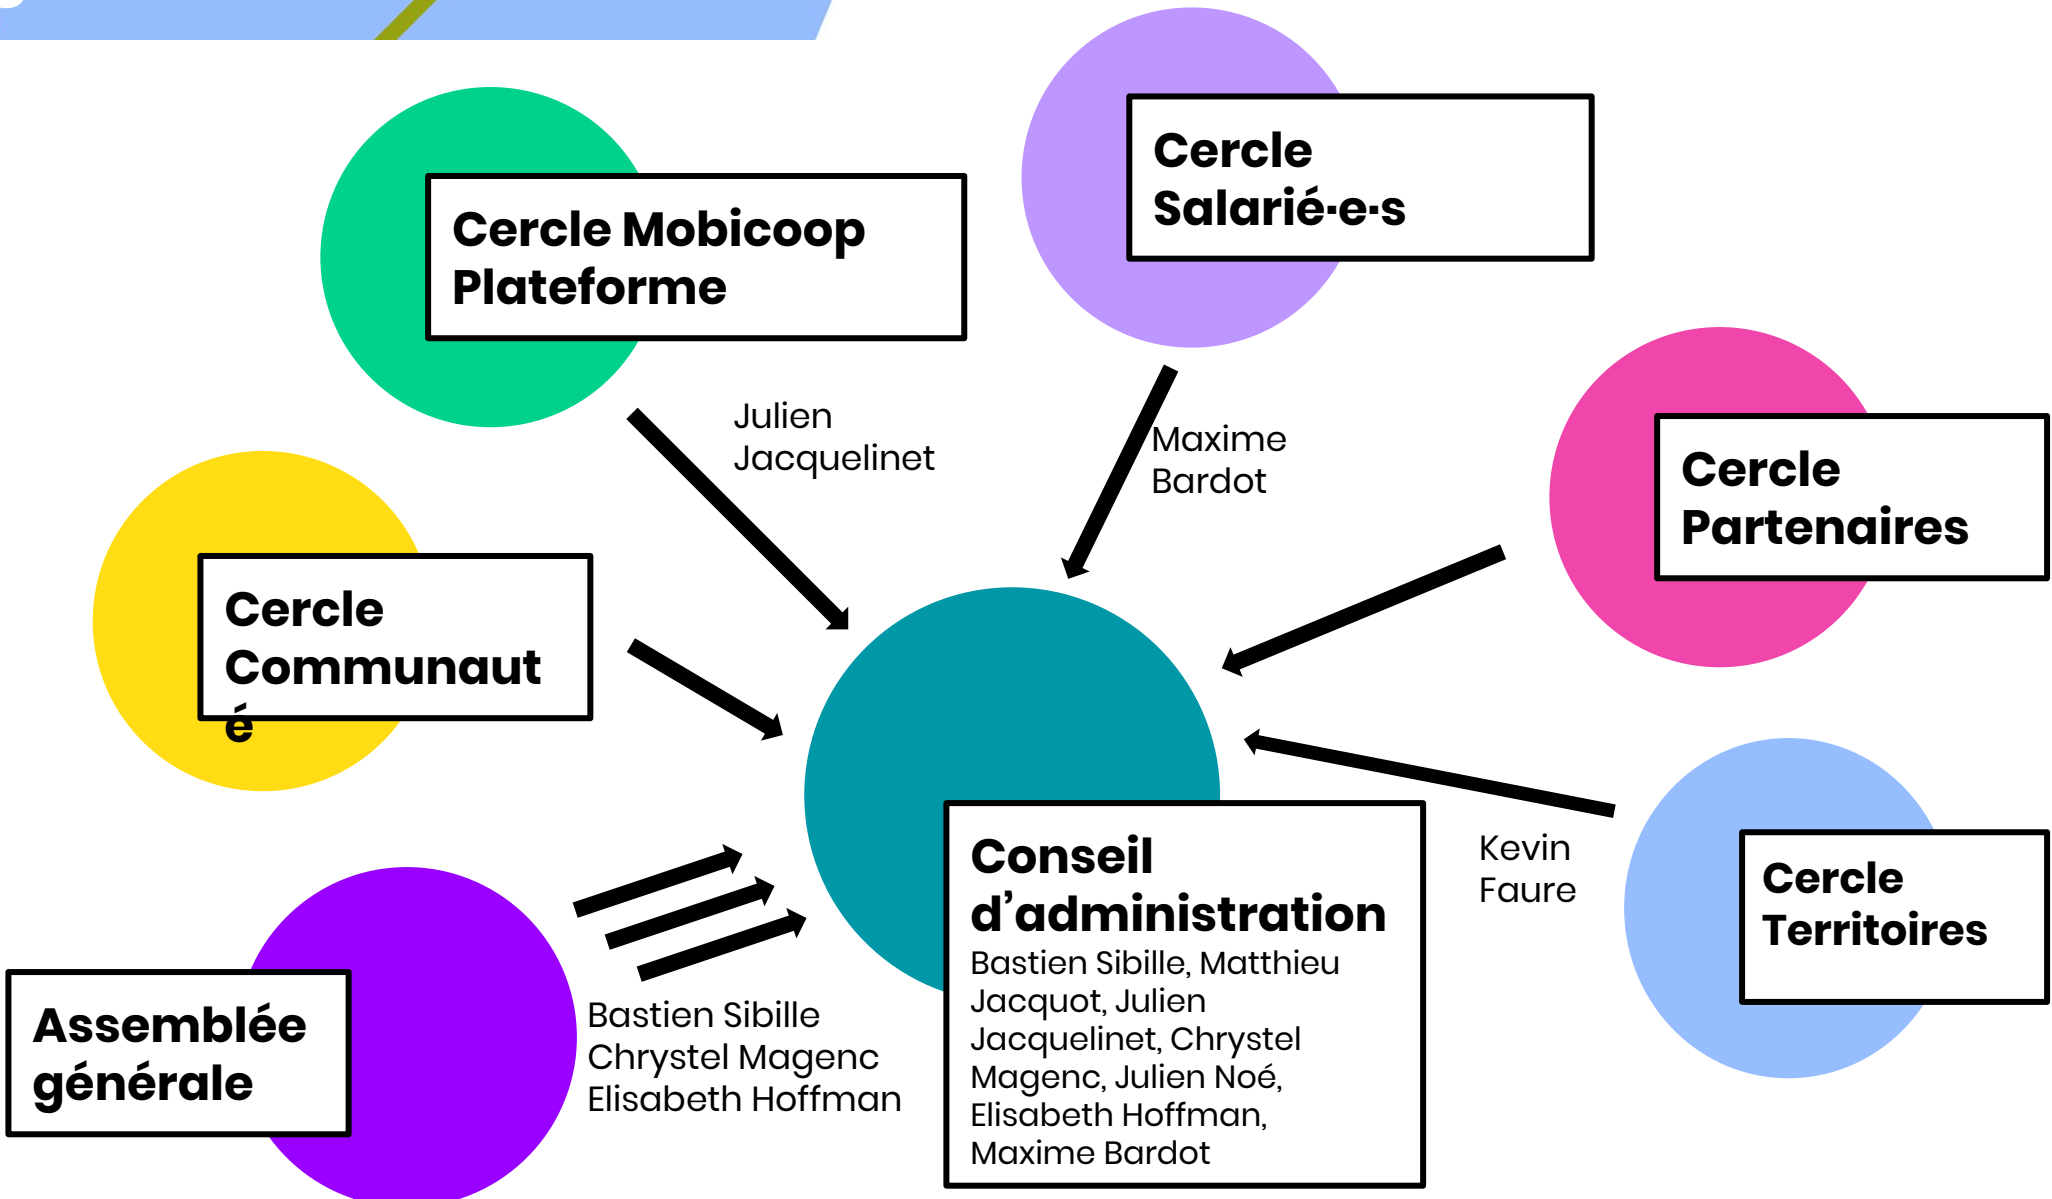 Cercle
Salarié·e·s
Cercle Mobicoop
Plateforme
Julien
Jacquelinet
Maxime
Bardot
Cercle
Partenaires
Cercle
Communaut
é
Kevin
Faure
Cercle
Territoires
Conseil
d’administration
Bastien Sibille, Matthieu
Jacquot, Julien
Jacquelinet, Chrystel
Magenc, Julien Noé,
Elisabeth Hoffman,
Maxime Bardot
Assemblée
générale
Bastien Sibille
Chrystel Magenc
Elisabeth Hoffman